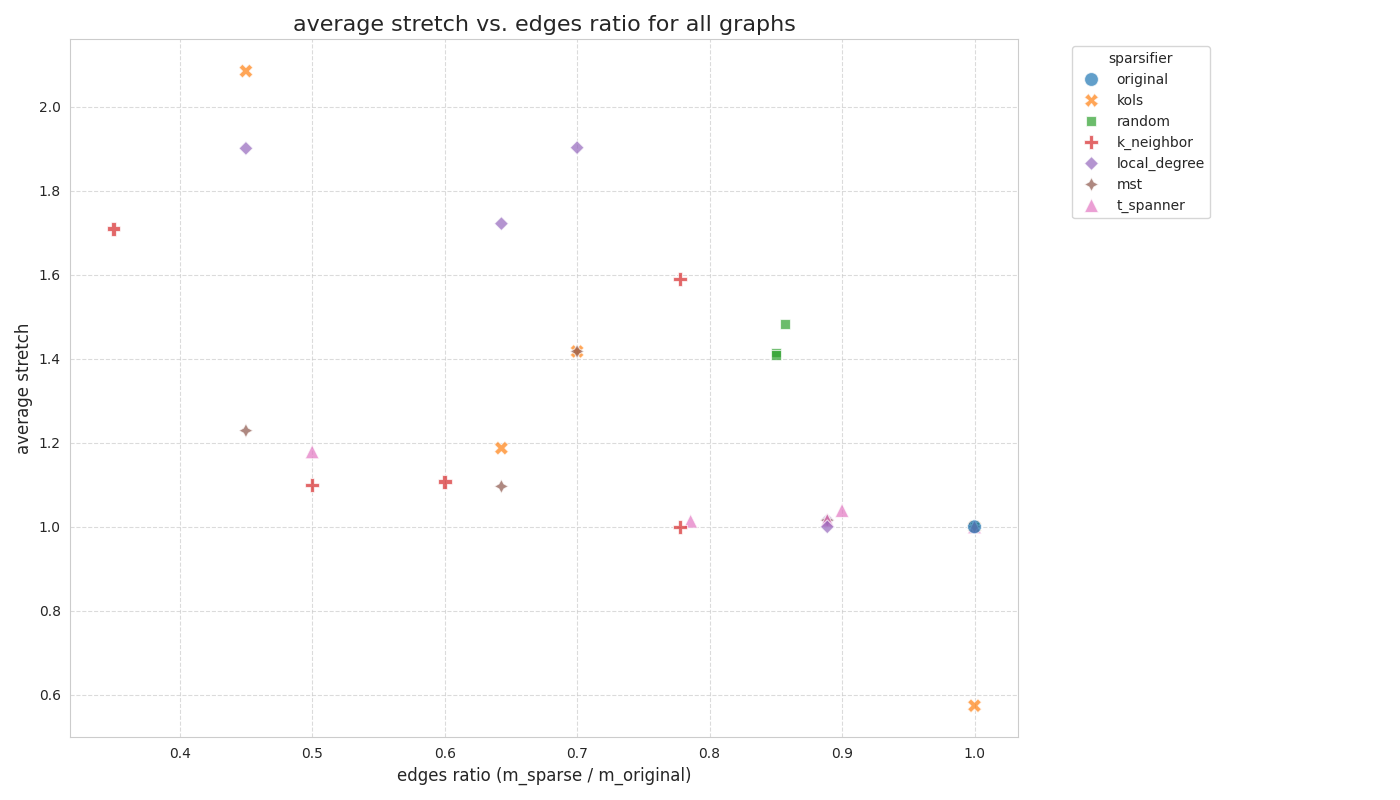 average stretch vs. edges ratio for all graphs
sparsifier
original
kols
random
k_neighbor
local_degree
mst
t_spanner
average stretch
2.0
1.8
1.6
1.4
1.2
1.0
0.8
0.6
0.4
0.5
0.6
0.7
0.8
0.9
1.0
edges ratio (m_sparse / m_original)